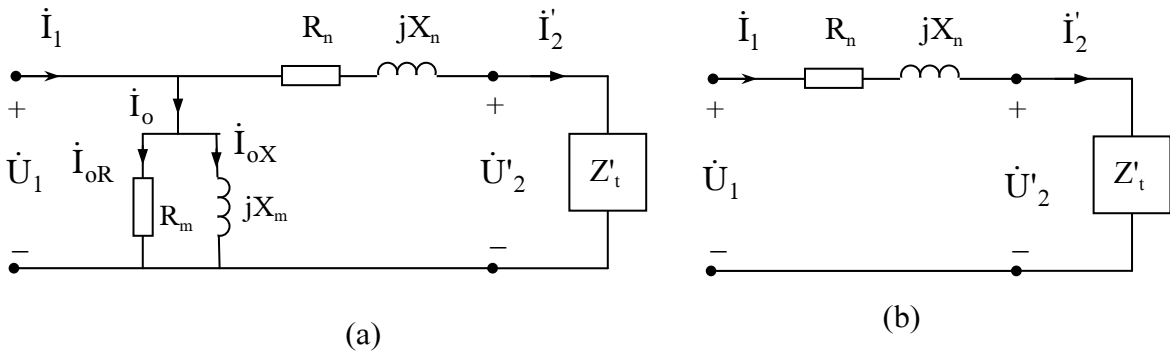 İ₁ Rₙ jXₙ İ'₂
+ İₒ +
İₒR İₒX
U̇₁ U̇'₂ Z'ₜ
Rₘ jXₘ
− −
(a)
İ₁ Rₙ jXₙ İ'₂
+ +
U̇₁ U̇'₂ Z'ₜ
− −
(b)